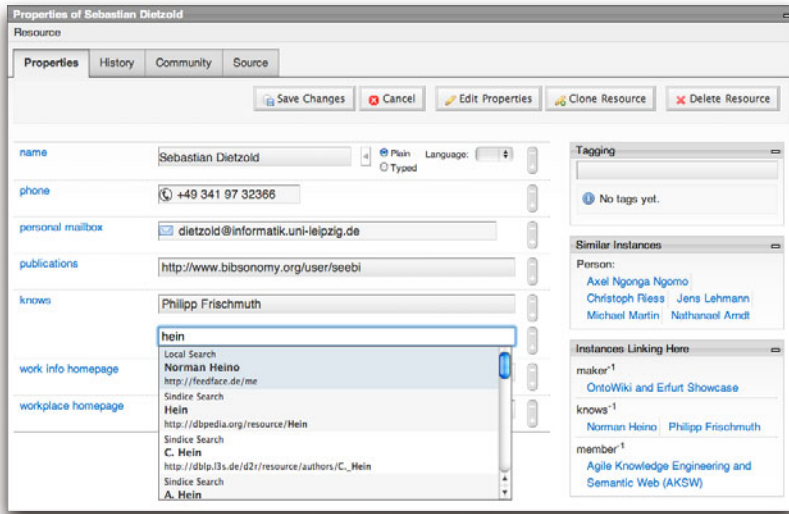 Properties of Sebastian Dietzold
Resource
Properties History Community Source
Save Changes Cancel Edit Properties Clone Resource Delete Resource
name Sebastian Dietzold Plain Language:
Typed
phone +49 341 97 32366
personal mailbox dietzold@informatik.uni-leipzig.de
publications http://www.bibsonomy.org/user/seebi
knows Philipp Frischmuth
hein
Local Search
Norman Heino
http://feedface.de/me
Sindice Search
Hein
http://dbpedia.org/resource/Hein
Sindice Search
C. Hein
http://dblp.l3s.de/d2r/resource/authors/C._Hein
Sindice Search
A. Hein
work info homepage
workplace homepage
Tagging
No tags yet.
Similar Instances
Person:
Axel Ngonga Ngomo
Christoph Riess Jens Lehmann
Michael Martin Nathanael Arndt
Instances Linking Here
maker-1
OntoWiki and Erfurt Showcase
knows-1
Norman Heino Philipp Frischmuth
member-1
Agile Knowledge Engineering and
Semantic Web (AKSW)